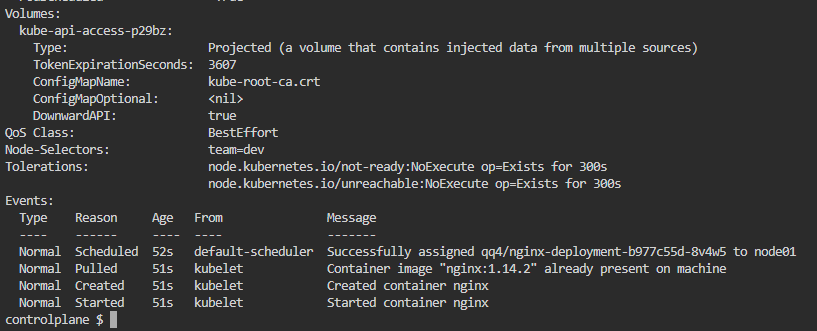 Volumes:
kube-api-access-p29bz:
Type: Projected (a volume that contains injected data from multiple sources)
TokenExpirationSeconds: 3607
ConfigMapName: kube-root-ca.crt
ConfigMapOptional: <nil>
DownwardAPI: true
QoS Class: BestEffort
Node-Selectors: team=dev
Tolerations: node.kubernetes.io/not-ready:NoExecute op=Exists for 300s
node.kubernetes.io/unreachable:NoExecute op=Exists for 300s
Events:
Type Reason Age From Message
---- ------ ---- ---- -------
Normal Scheduled 52s default-scheduler Successfully assigned qq4/nginx-deployment-b977c55d-8v4w5 to node01
Normal Pulled 51s kubelet Container image "nginx:1.14.2" already present on machine
Normal Created 51s kubelet Created container nginx
Normal Started 51s kubelet Started container nginx
controlplane $